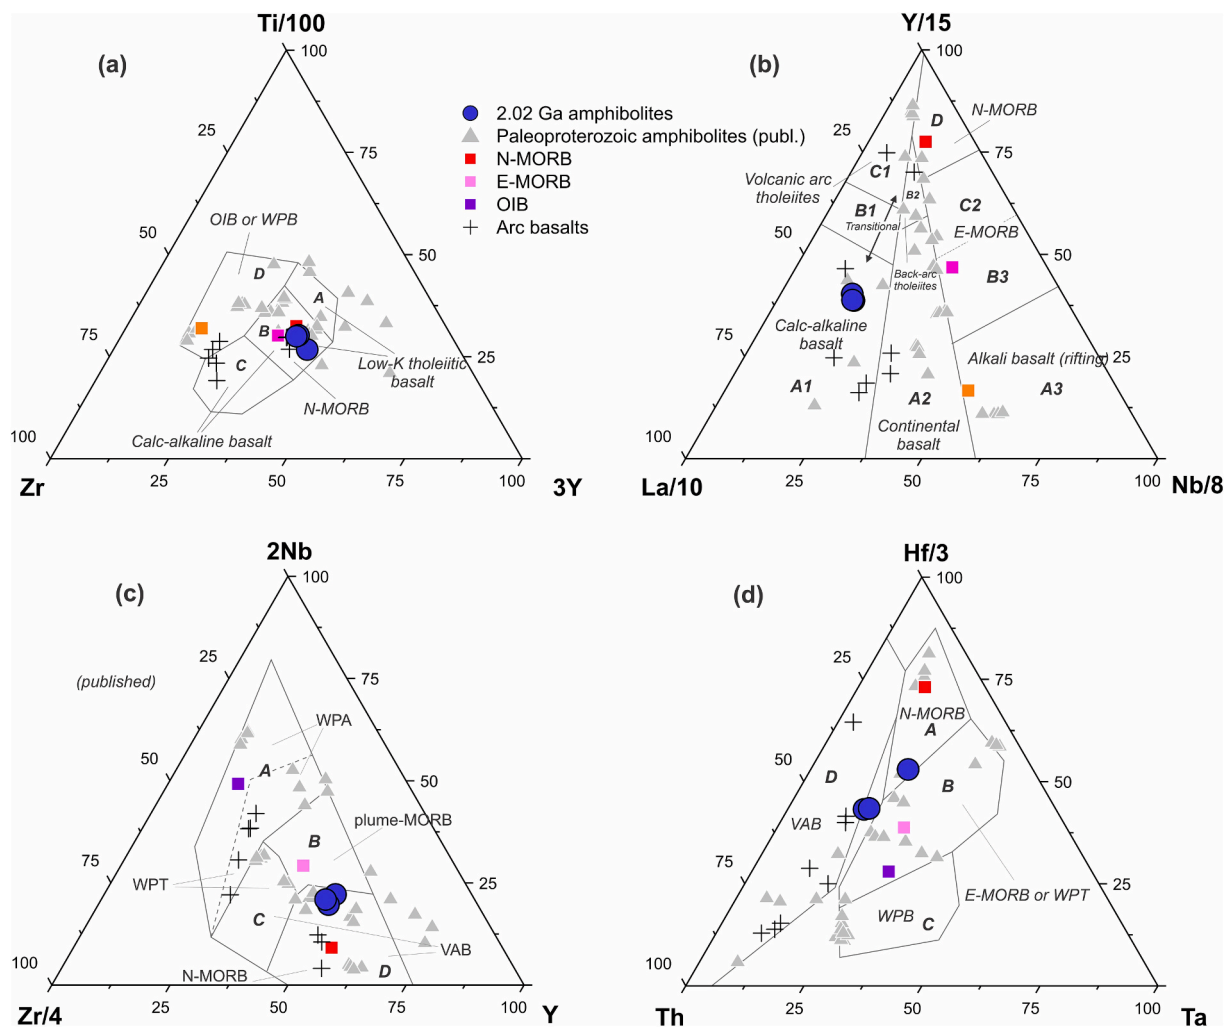 Ti/100
(a)
100
25
75
50
50
75
25
100
25
50
75
100
Zr
3Y
OIB or WPB
D
A
B
C
Low-K tholeiitic
basalt
N-MORB
Calc-alkaline basalt
2.02 Ga amphibolites
Paleoproterozoic amphibolites (publ.)
N-MORB
E-MORB
OIB
Arc basalts
Y/15
(b)
100
25
75
50
50
75
25
100
25
50
75
100
La/10
Nb/8
D
N-MORB
C1
Volcanic arc
tholeiites
B2
B1
Transitional
C2
E-MORB
Back-arc
tholeiites
B3
Calc-alkaline
basalt
Alkali basalt (rifting)
A1
A2
A3
Continental
basalt
2Nb
(c)
100
25
(published)
75
50
50
75
25
100
25
50
75
100
Zr/4
Y
WPA
A
plume-MORB
B
WPT
C
VAB
N-MORB
D
Hf/3
(d)
100
25
75
50
50
75
25
100
25
50
75
100
Th
Ta
N-MORB
A
D
B
VAB
E-MORB or WPT
WPB
C